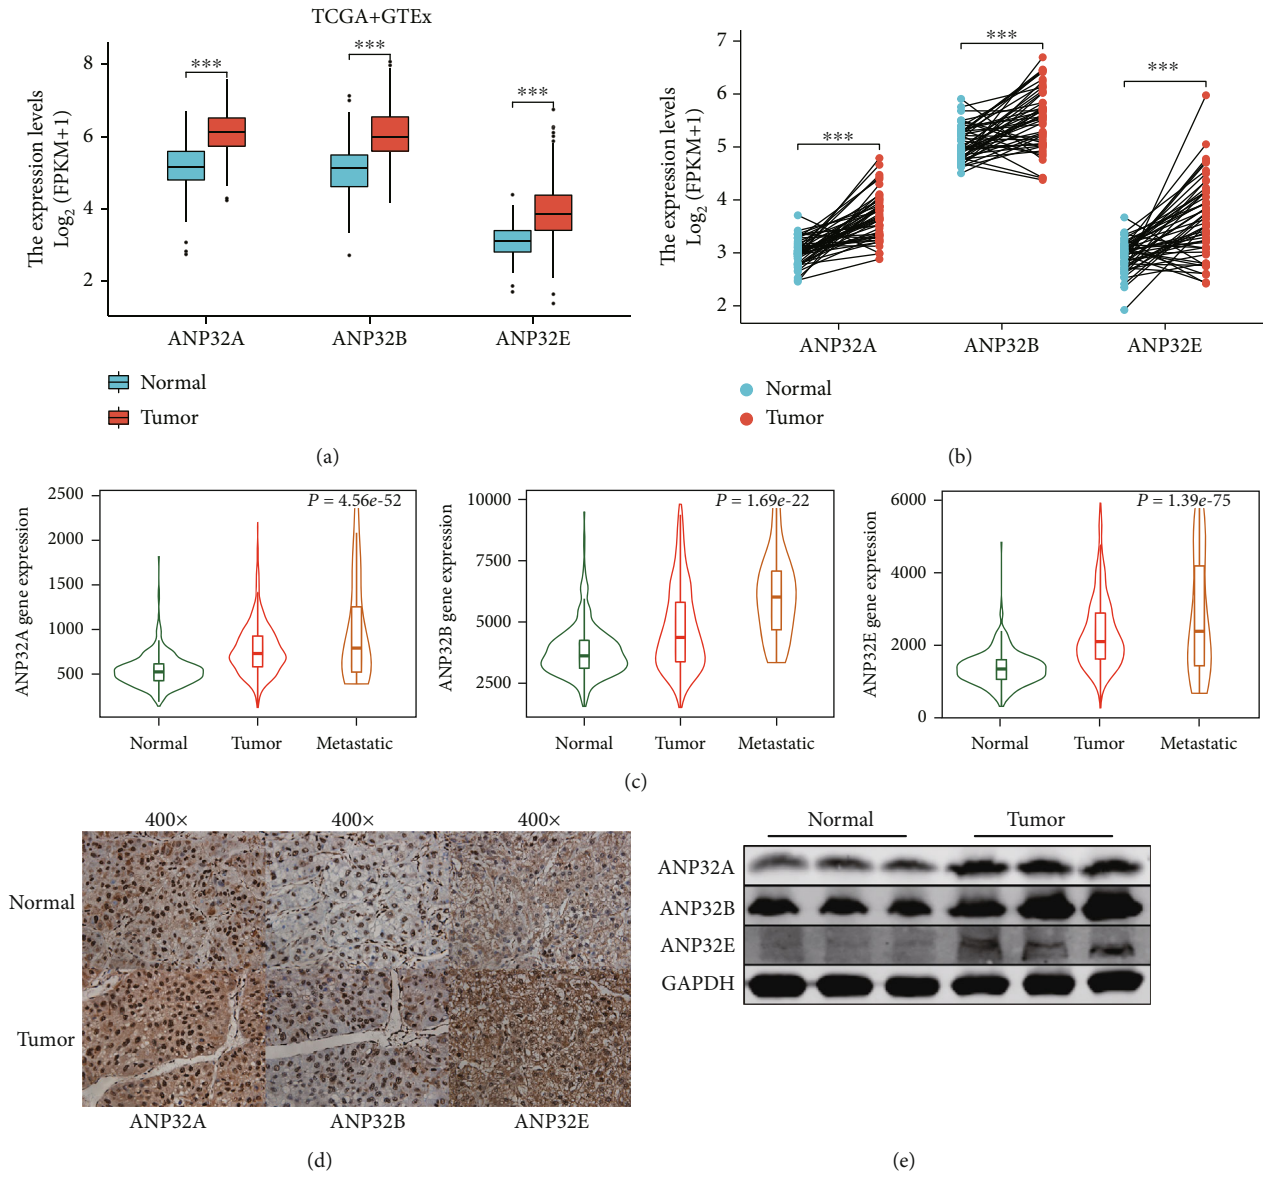 TCGA+GTEx
The expression levels
Log2 (FPKM+1)
8
6
4
2
***
***
***
ANP32A
ANP32B
ANP32E
Normal
Tumor
(a)
The expression levels
Log2 (FPKM+1)
7
6
5
4
3
2
***
***
***
ANP32A
ANP32B
ANP32E
Normal
Tumor
(b)
ANP32A gene expression
2500
2000
1500
1000
500
P = 4.56e-52
Normal
Tumor
Metastatic
ANP32B gene expression
10000
7500
5000
2500
P = 1.69e-22
Normal
Tumor
Metastatic
ANP32E gene expression
6000
4000
2000
0
P = 1.39e-75
Normal
Tumor
Metastatic
(c)
400×
400×
400×
Normal
Tumor
ANP32A
ANP32B
ANP32E
(d)
Normal
Tumor
ANP32A
ANP32B
ANP32E
GAPDH
(e)